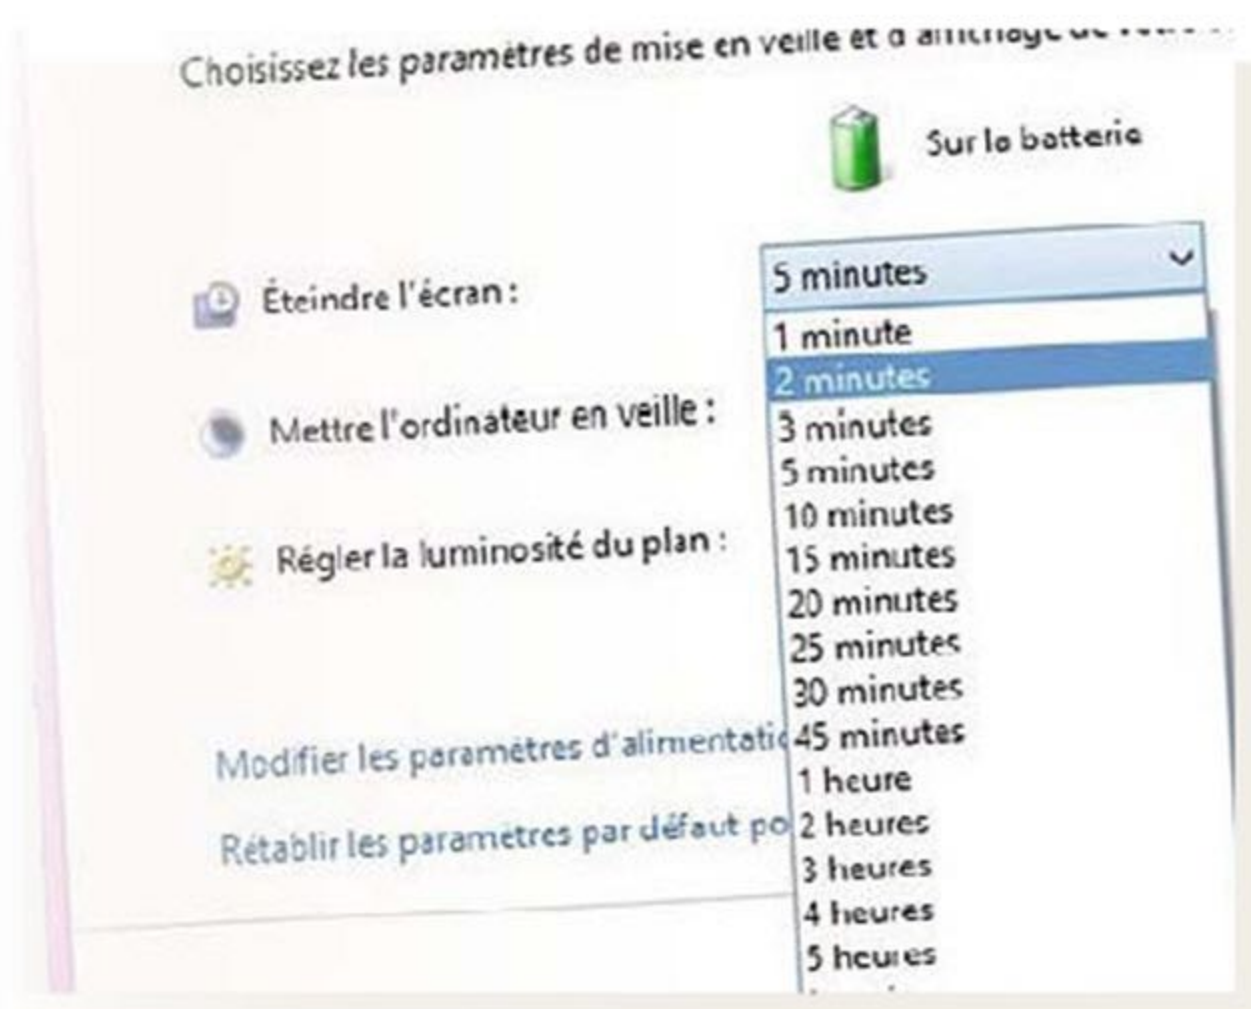 Choisissez les paramètres de mise en veille et d'affichage de
Sur la batterie
Éteindre l'écran :
5 minutes
1 minute
2 minutes
Mettre l'ordinateur en veille :
3 minutes
5 minutes
10 minutes
Régler la luminosité du plan :
15 minutes
20 minutes
25 minutes
30 minutes
Modifier les paramètres d'alimentatio
45 minutes
1 heure
Rétablir les paramètres par défaut po
2 heures
3 heures
4 heures
5 heures